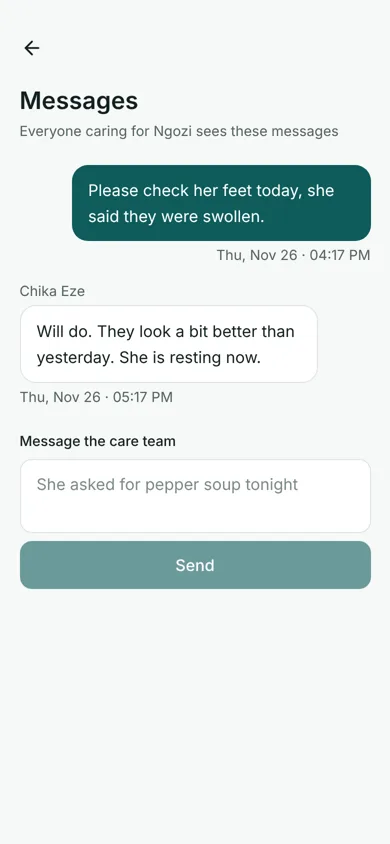 Messages
Everyone caring for Ngozi sees these messages
Please check her feet today, she
said they were swollen.
Thu, Nov 26 · 04:17 PM
Chika Eze
Will do. They look a bit better than
yesterday. She is resting now.
Thu, Nov 26 · 05:17 PM
Message the care team
She asked for pepper soup tonight
Send